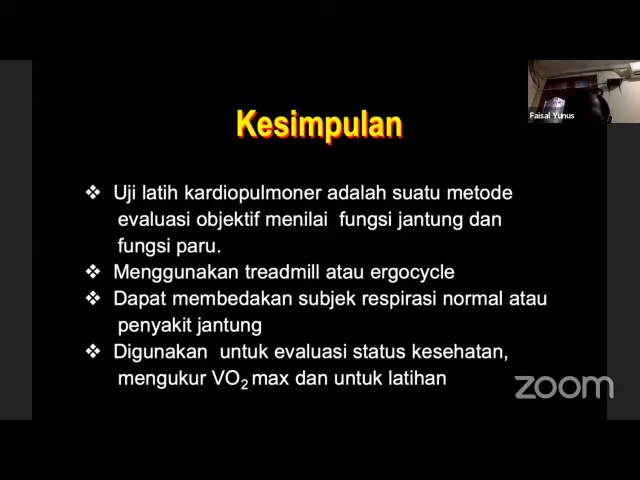 Faisal Yunus
Kesimpulan
❖ Uji latih kardiopulmoner adalah suatu metode
evaluasi objektif menilai fungsi jantung dan
fungsi paru.
❖ Menggunakan treadmill atau ergocycle
❖ Dapat membedakan subjek respirasi normal atau
penyakit jantung
❖ Digunakan untuk evaluasi status kesehatan,
mengukur VO₂ max dan untuk latihan
zoom